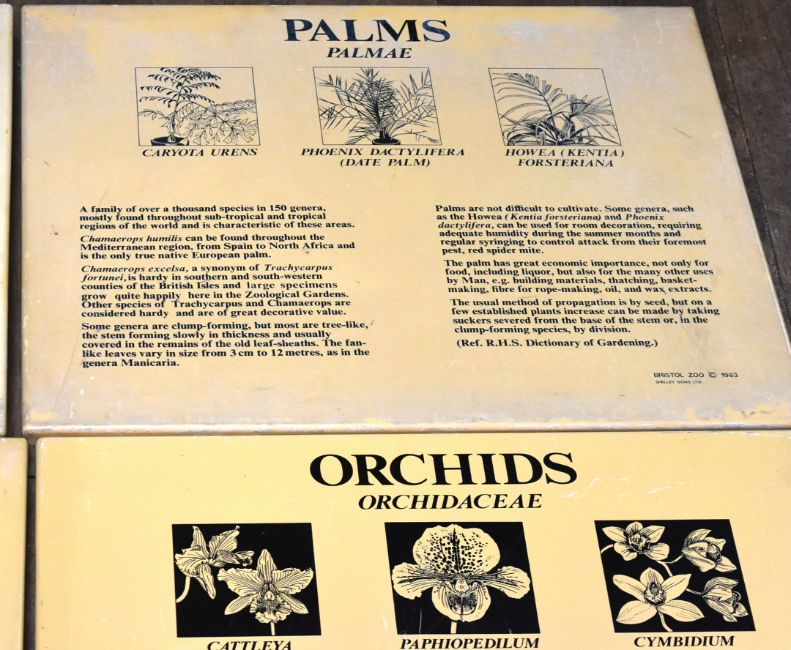 PALMS
PALMAE
CARYOTA URENS
PHOENIX DACTYLIFERA
(DATE PALM)
HOWEA (KENTIA)
FORSTERIANA
A family of over a thousand species in 150 genera,
mostly found throughout sub-tropical and tropical
regions of the world and is characteristic of these areas.
Chamaerops humilis can be found throughout the
Mediterranean region, from Spain to North Africa and
is the only true native European palm.
Chamaerops excelsa, a synonym of Trachycarpus
fortunei, is hardy in southern and south-western
counties of the British Isles and large specimens
grow quite happily here in the Zoological Gardens.
Other species of Trachycarpus and Chamaerops are
considered hardy and are of great decorative value.
Some genera are clump-forming, but most are tree-like,
the stem forming slowly in thickness and usually
covered in the remains of the old leaf-sheaths. The fan-
like leaves vary in size from 3 cm to 12 metres, as in the
genera Manicaria.
Palms are not difficult to cultivate. Some genera, such
as the Howea (Kentia forsteriana) and Phoenix
dactylifera, can be used for room decoration, requiring
adequate humidity during the summer months and
regular syringing to control attack from their foremost
pest, red spider mite.
The palm has great economic importance, not only for
food, including liquor, but also for the many other uses
by Man, e.g. building materials, thatching, basket-
making, fibre for rope-making, oil, and wax extracts.
The usual method of propagation is by seed, but on a
few established plants increase can be made by taking
suckers severed from the base of the stem or, in the
clump-forming species, by division.
(Ref. R.H.S. Dictionary of Gardening.)
BRISTOL ZOO © 1983
SHELLEY SIGNS LTD.
ORCHIDS
ORCHIDACEAE
CATTLEYA
PAPHIOPEDILUM
CYMBIDIUM